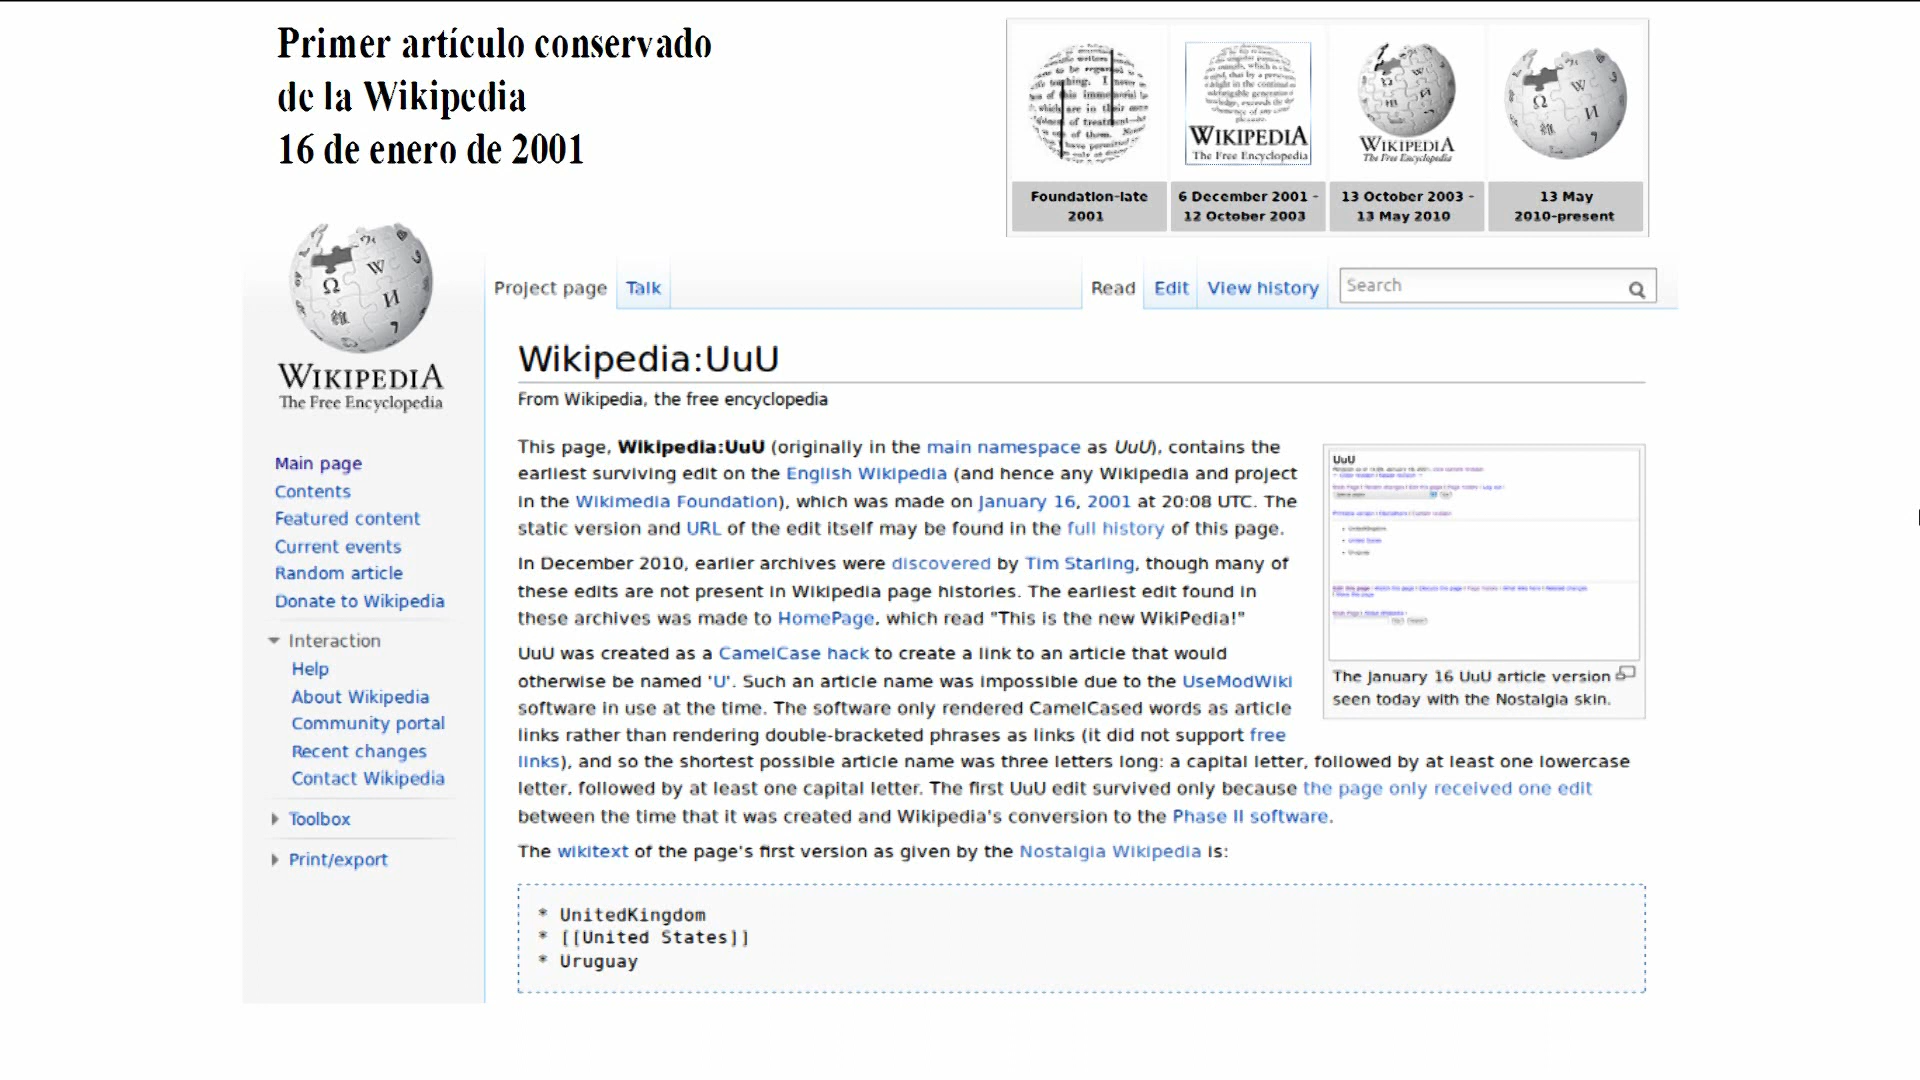 Primer artículo conservado
de la Wikipedia
16 de enero de 2001
WIKIPEDIA
The Free Encyclopedia
WIKIPEDIA
The Free Encyclopedia
Foundation-late
2001
6 December 2001 -
12 October 2003
13 October 2003 -
13 May 2010
13 May
2010-present
WIKIPEDIA
The Free Encyclopedia
Main page
Contents
Featured content
Current events
Random article
Donate to Wikipedia
Interaction
Help
About Wikipedia
Community portal
Recent changes
Contact Wikipedia
Toolbox
Print/export
Project page Talk Read Edit View history Search
Wikipedia:UuU
From Wikipedia, the free encyclopedia
This page, Wikipedia:UuU (originally in the main namespace as UuU), contains the
earliest surviving edit on the English Wikipedia (and hence any Wikipedia and project
in the Wikimedia Foundation), which was made on January 16, 2001 at 20:08 UTC. The
static version and URL of the edit itself may be found in the full history of this page.
In December 2010, earlier archives were discovered by Tim Starling, though many of
these edits are not present in Wikipedia page histories. The earliest edit found in
these archives was made to HomePage, which read "This is the new WikiPedia!"
UuU was created as a CamelCase hack to create a link to an article that would
otherwise be named 'U'. Such an article name was impossible due to the UseModWiki
software in use at the time. The software only rendered CamelCased words as article
links rather than rendering double-bracketed phrases as links (it did not support free
links), and so the shortest possible article name was three letters long: a capital letter, followed by at least one lowercase
letter, followed by at least one capital letter. The first UuU edit survived only because the page only received one edit
between the time that it was created and Wikipedia's conversion to the Phase II software.
The wikitext of the page's first version as given by the Nostalgia Wikipedia is:
* UnitedKingdom
* [[United States]]
* Uruguay
UuU
The January 16 UuU article version
seen today with the Nostalgia skin.